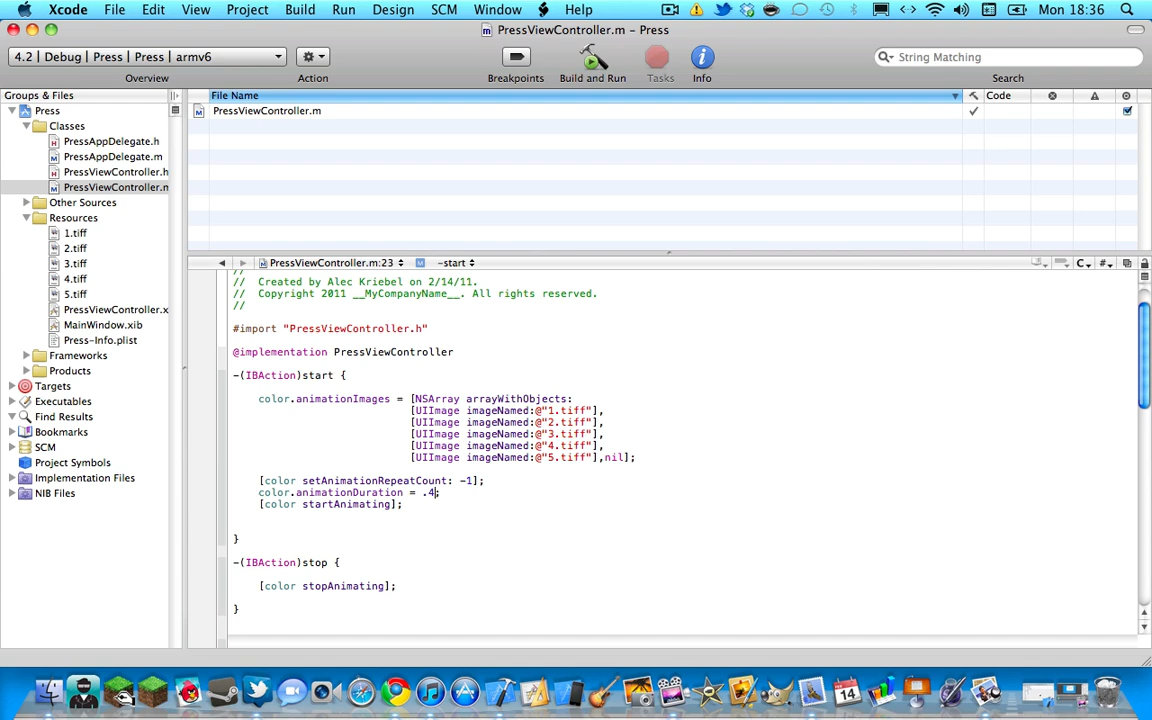 Xcode File Edit View Project Build Run Design SCM Window Help Mon 18:36
PressViewController.m – Press
4.2 | Debug | Press | Press | armv6
String Matching
Overview Action Breakpoints Build and Run Tasks Info Search
Groups & Files
File Name Code
Press
PressViewController.m
Classes
PressAppDelegate.h
PressAppDelegate.m
PressViewController.h
PressViewController.m
Other Sources
Resources
1.tiff
2.tiff
3.tiff
4.tiff
5.tiff
PressViewController.x
MainWindow.xib
Press-Info.plist
Frameworks
Products
Targets
Executables
Find Results
Bookmarks
SCM
Project Symbols
Implementation Files
NIB Files
PressViewController.m:23 M -start C #
//
// Created by Alec Kriebel on 2/14/11.
// Copyright 2011 __MyCompanyName__. All rights reserved.
//
#import "PressViewController.h"
@implementation PressViewController
-(IBAction)start {
color.animationImages = [NSArray arrayWithObjects:
[UIImage imageNamed:@"1.tiff"],
[UIImage imageNamed:@"2.tiff"],
[UIImage imageNamed:@"3.tiff"],
[UIImage imageNamed:@"4.tiff"],
[UIImage imageNamed:@"5.tiff"],nil];
[color setAnimationRepeatCount: -1];
color.animationDuration = .4;
[color startAnimating];
}
-(IBAction)stop {
[color stopAnimating];
}
14